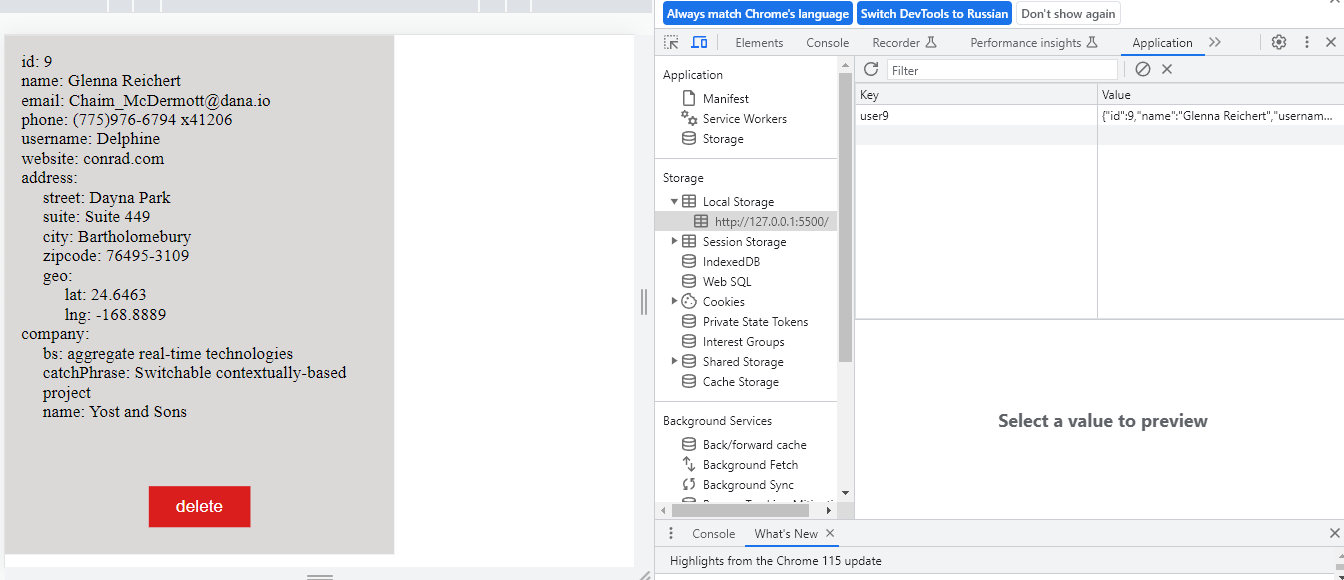 id: 9
name: Glenna Reichert
email: Chaim_McDermott@dana.io
phone: (775)976-6794 x41206
username: Delphine
website: conrad.com
address:
street: Dayna Park
suite: Suite 449
city: Bartholomebury
zipcode: 76495-3109
geo:
lat: 24.6463
lng: -168.8889
company:
bs: aggregate real-time technologies
catchPhrase: Switchable contextually-based
project
name: Yost and Sons
delete
Always match Chrome's language Switch DevTools to Russian Don't show again
Elements Console Recorder Performance insights Application
Application
Manifest
Service Workers
Storage
Storage
Local Storage
http://127.0.0.1:5500/
Session Storage
IndexedDB
Web SQL
Cookies
Private State Tokens
Interest Groups
Shared Storage
Cache Storage
Background Services
Back/forward cache
Background Fetch
Background Sync
Filter
Key Value
user9 {"id":9,"name":"Glenna Reichert","usernam...
Select a value to preview
Console What's New
Highlights from the Chrome 115 update